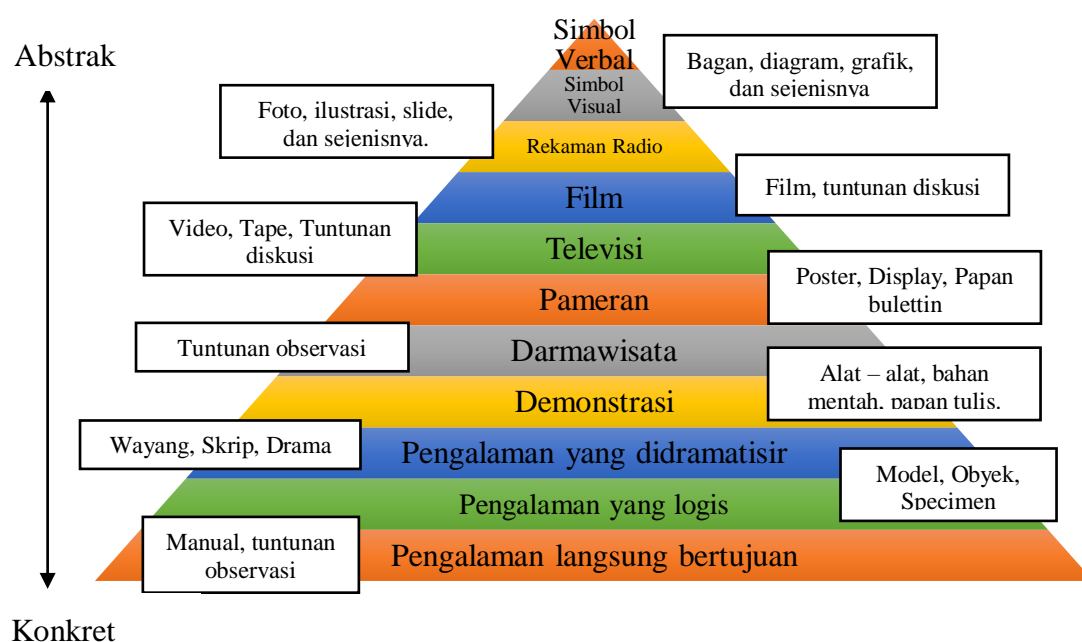 Simbol
Verbal
Abstrak
Bagan, diagram, grafik,
dan sejenisnya
Simbol
Visual
Foto, ilustrasi, slide,
dan sejenisnya.
Rekaman Radio
Film
Film, tuntunan diskusi
Video, Tape, Tuntunan
diskusi
Televisi
Pameran
Poster, Display, Papan
bulettin
Tuntunan observasi
Darmawisata
Alat – alat, bahan
mentah, papan tulis,
Demonstrasi
Wayang, Skrip, Drama
Pengalaman yang didramatisir
Model, Obyek,
Specimen
Pengalaman yang logis
Manual, tuntunan
observasi
Pengalaman langsung bertujuan
Konkret